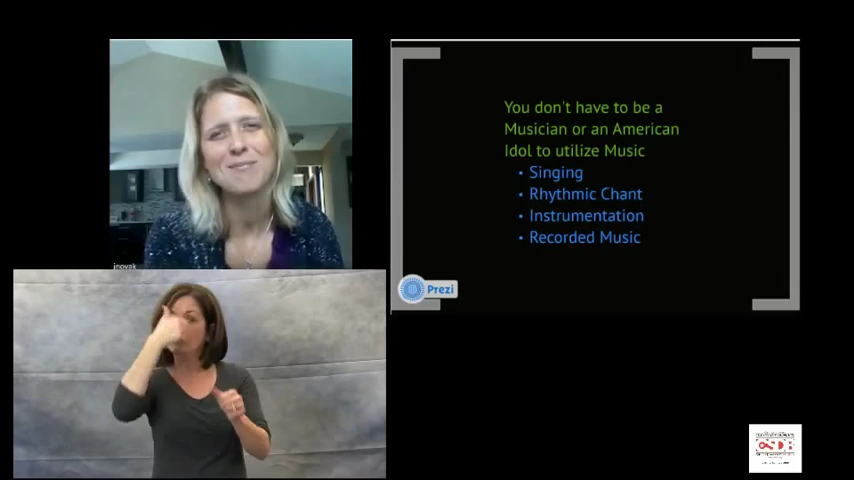 You don't have to be a
Musician or an American
Idol to utilize Music
• Singing
• Rhythmic Chant
• Instrumentation
• Recorded Music
jnovak
Prezi